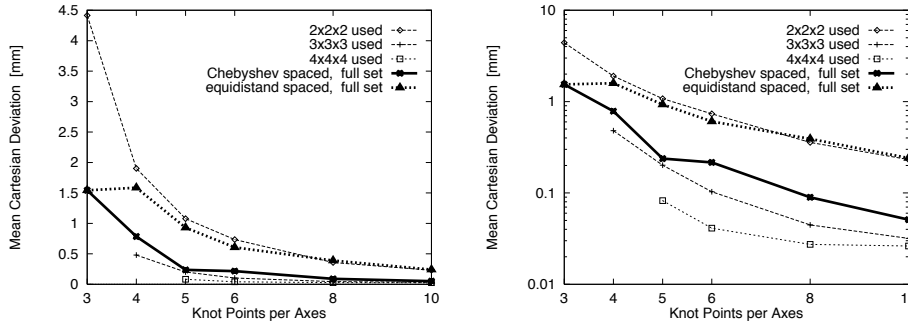 4.5
4
3.5
3
2.5
2
1.5
1
0.5
0
Mean Cartesian Deviation [mm]
2x2x2 used
3x3x3 used
4x4x4 used
Chebyshev spaced, full set
equidistand spaced, full set
3 4 5 6 8 10
Knot Points per Axes
10
1
0.1
0.01
Mean Cartesian Deviation [mm]
2x2x2 used
3x3x3 used
4x4x4 used
Chebyshev spaced, full set
equidistand spaced, full set
3 4 5 6 8 1
Knot Points per Axes